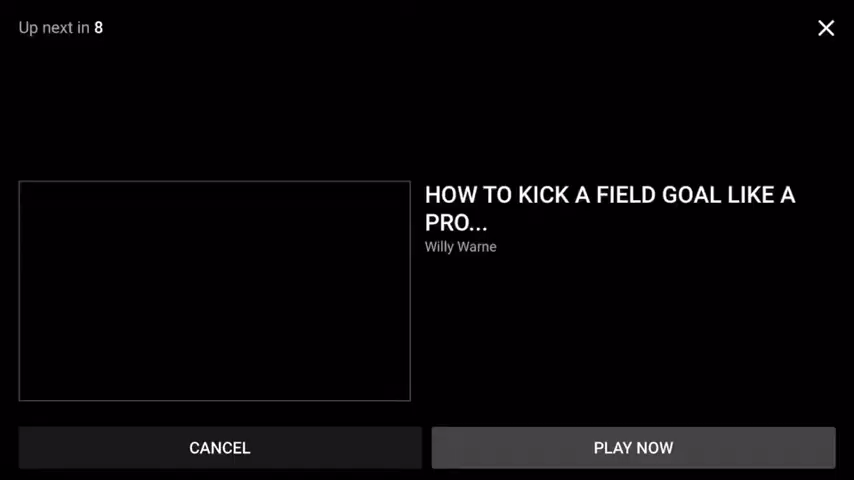 Up next in 8
HOW TO KICK A FIELD GOAL LIKE A
PRO...
Willy Warne
CANCEL
PLAY NOW